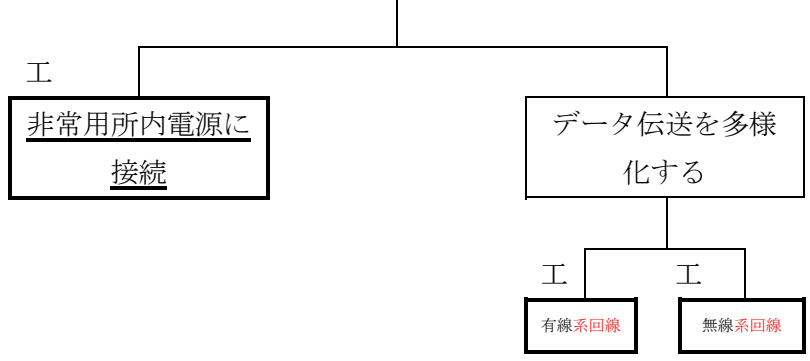 工
非常用所内電源に
接続
データ伝送を多様
化する
工
工
有線系回線
無線系回線